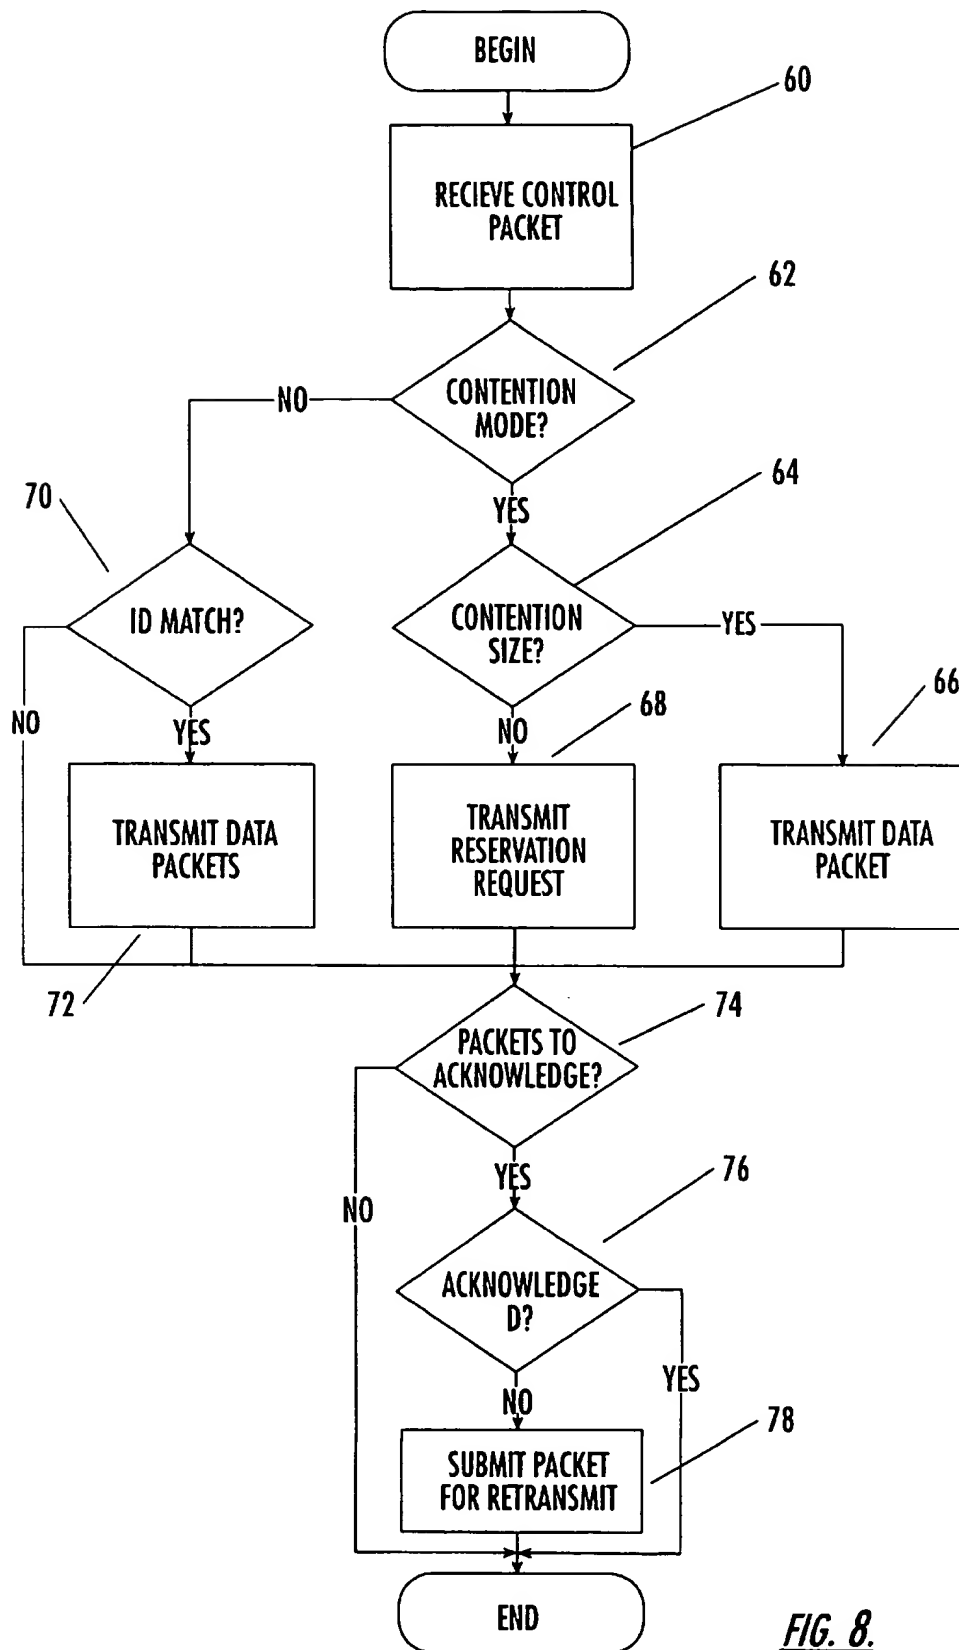 BEGIN
60
RECIEVE CONTROL
PACKET
62
CONTENTION
MODE?
NO
YES
64
70
ID MATCH?
CONTENTION
SIZE?
YES
NO
YES
NO
68
66
TRANSMIT DATA
PACKETS
TRANSMIT
RESERVATION
REQUEST
TRANSMIT DATA
PACKET
72
74
PACKETS TO
ACKNOWLEDGE?
YES
NO
76
ACKNOWLEDGE
D?
YES
NO
78
SUBMIT PACKET
FOR RETRANSMIT
END
FIG. 8.